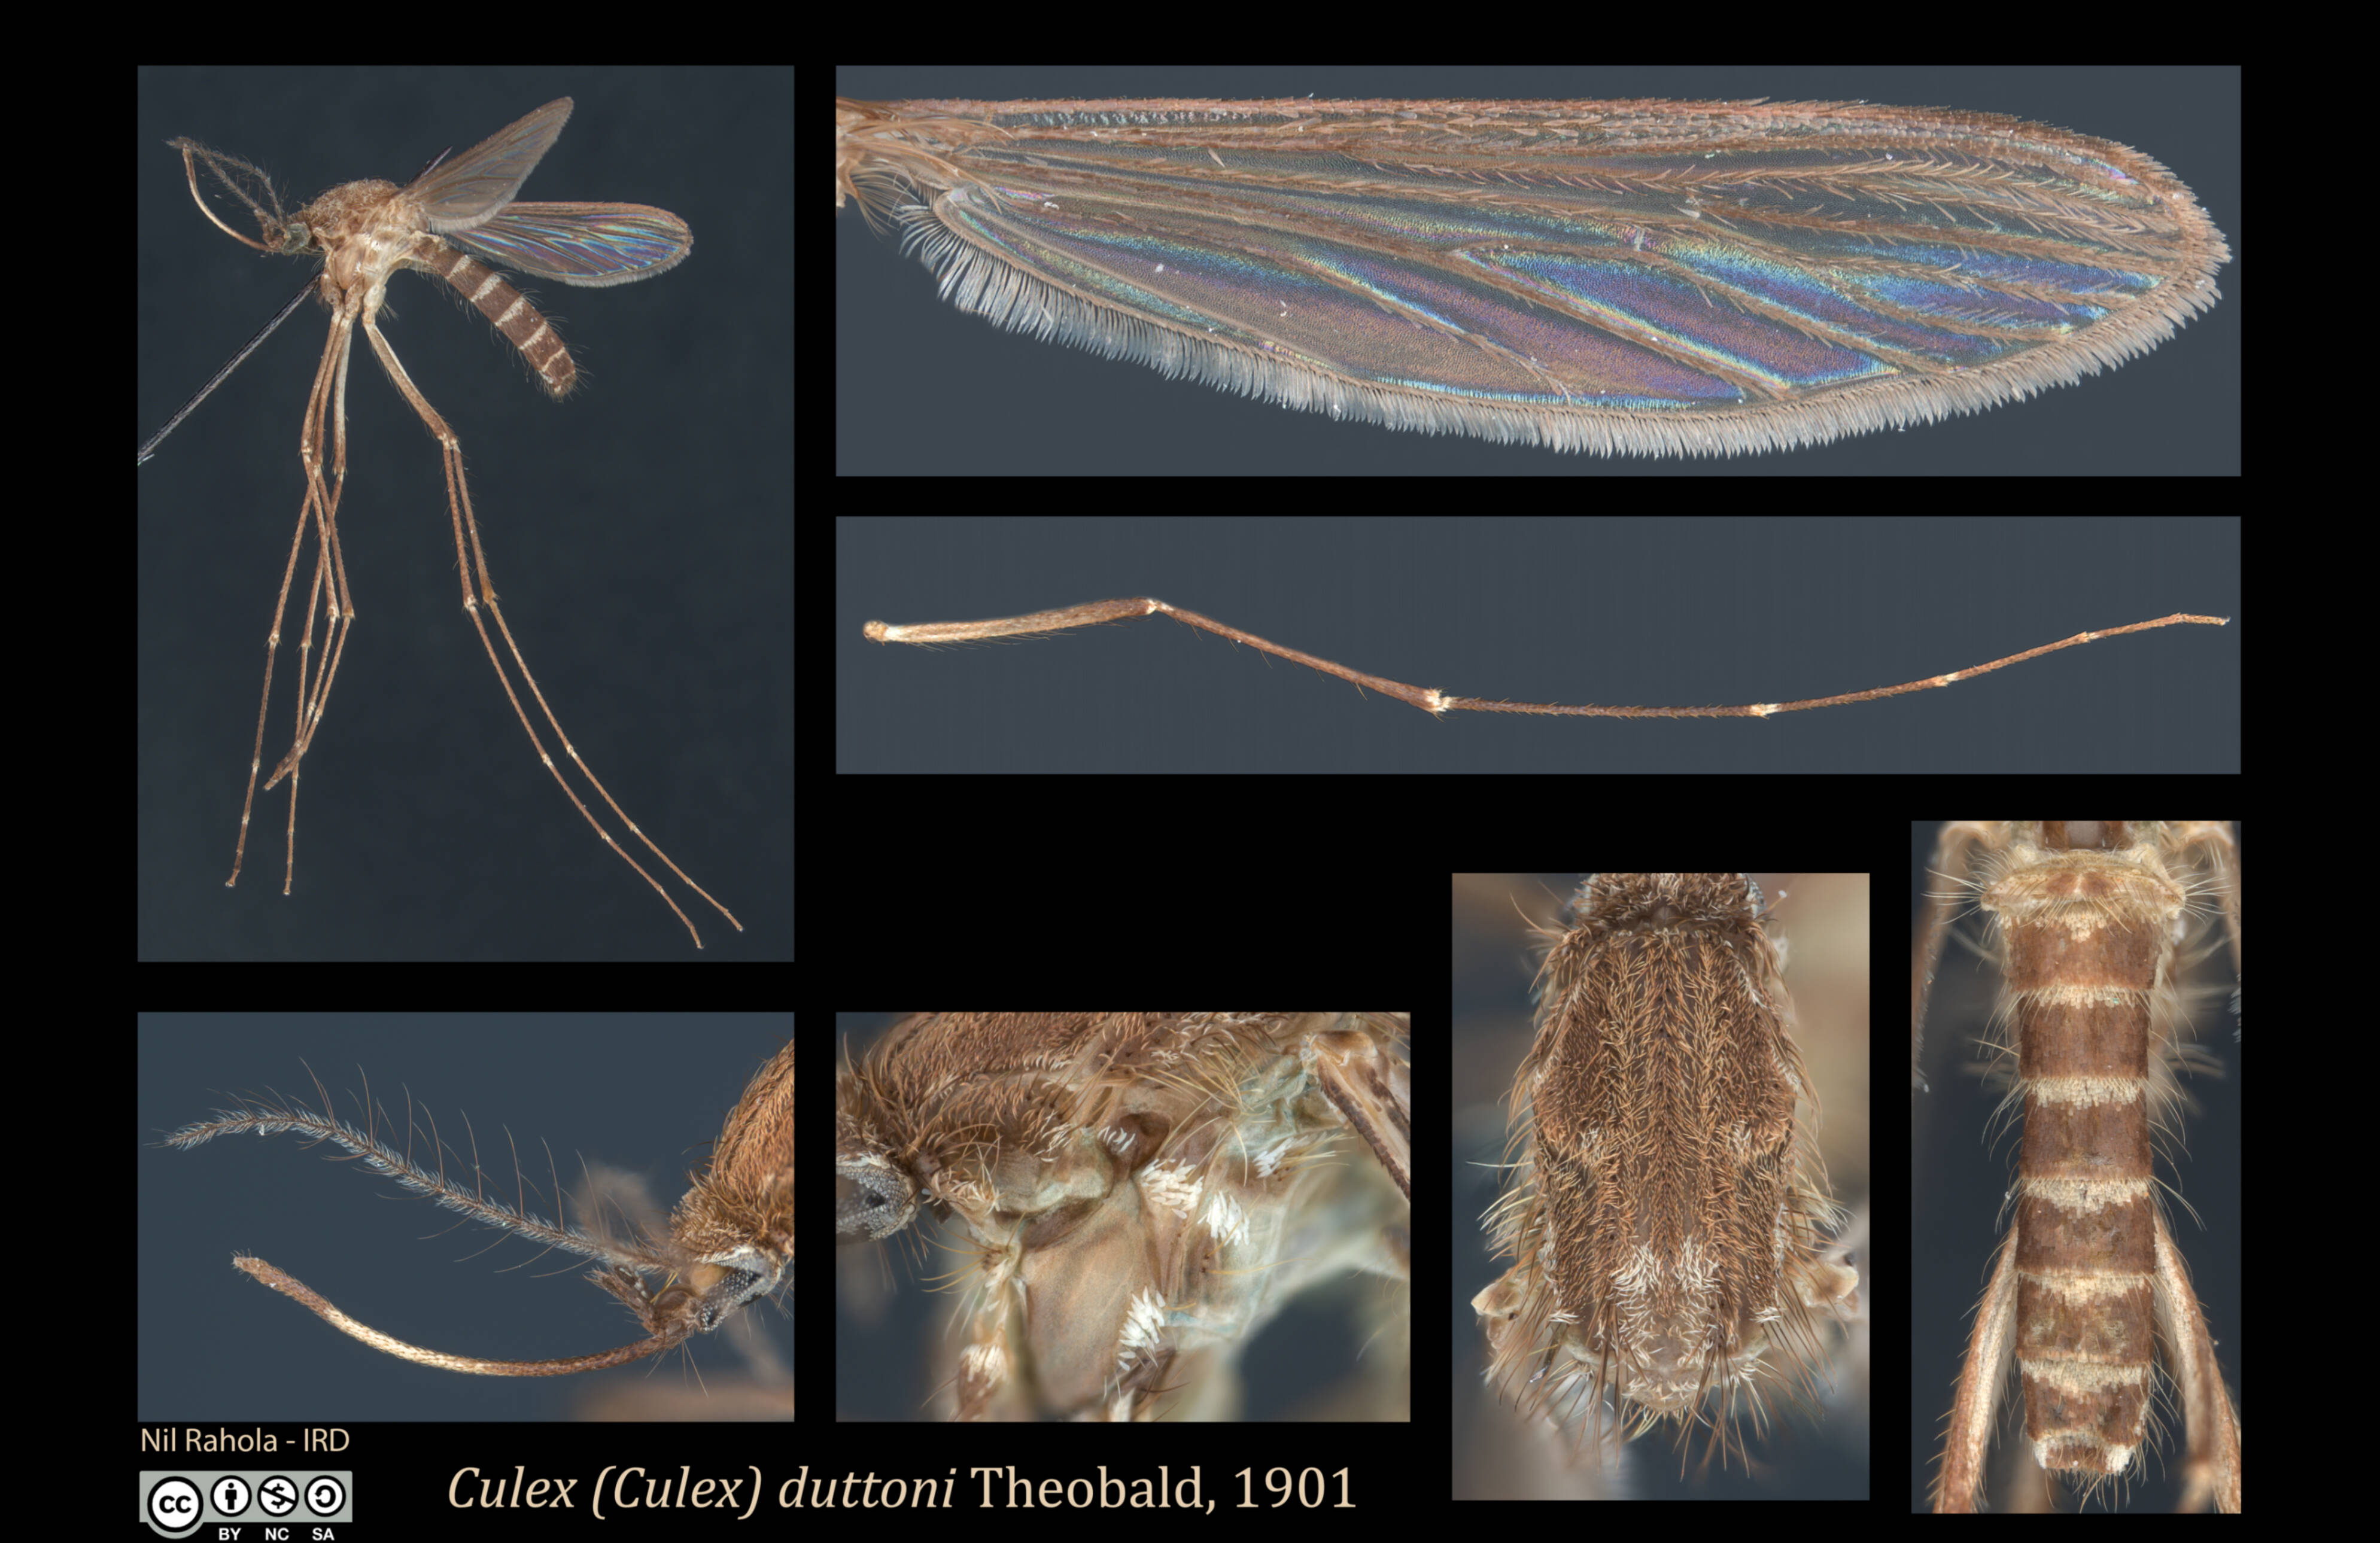 Nil Rahola - IRD
cc
BY NC SA
Culex (Culex) duttoni Theobald, 1901